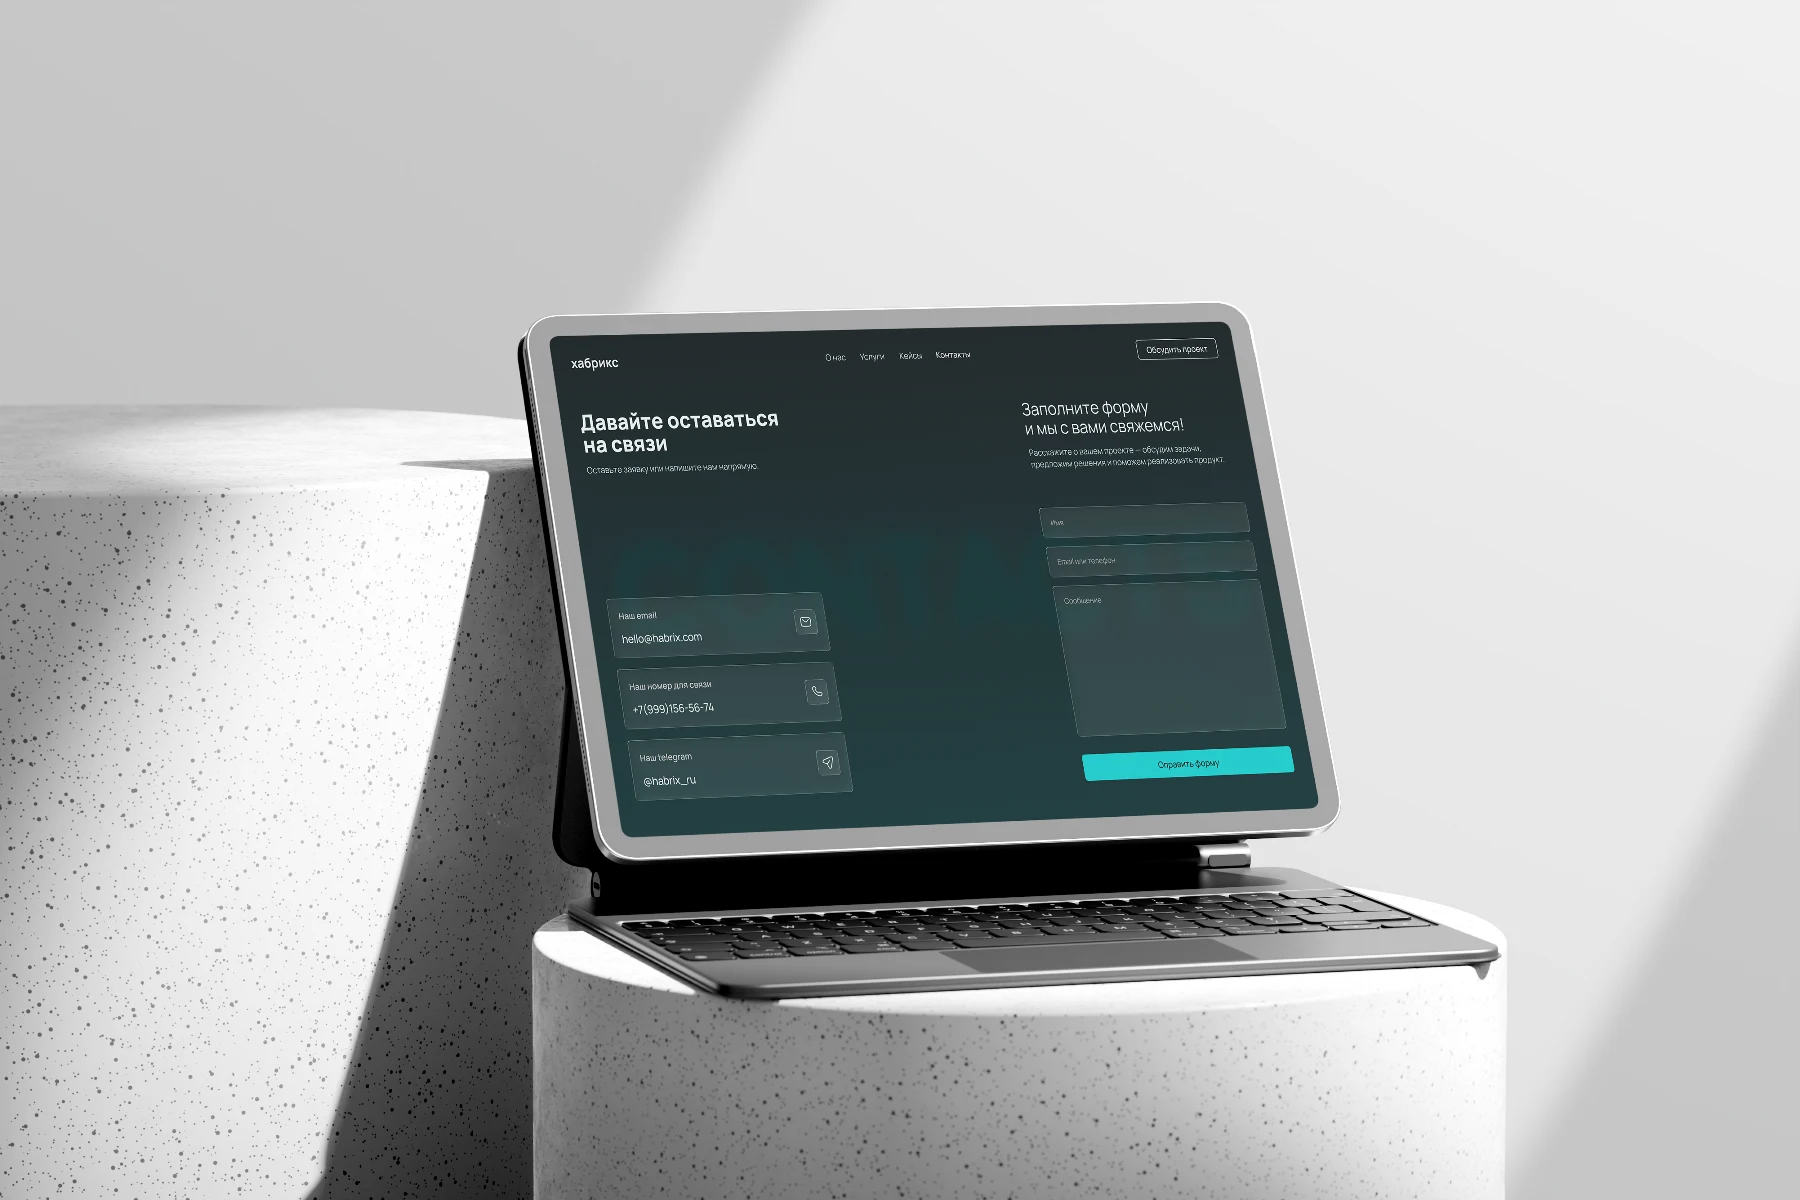 хабрикс
О нас
Услуги
Кейсы
Контакты
Обсудить проект
Давайте оставаться
на связи
Оставьте заявку или напишите нам напрямую.
Наш email
hello@habrix.com
Наш номер для связи
+7(999)156-56-74
Наш telegram
@habrix_ru
Заполните форму
и мы с вами свяжемся!
Расскажите о вашем проекте — обсудим задачи,
предложим решения и поможем реализовать продукт.
Имя
Email или телефон
Сообщение
Справить форму